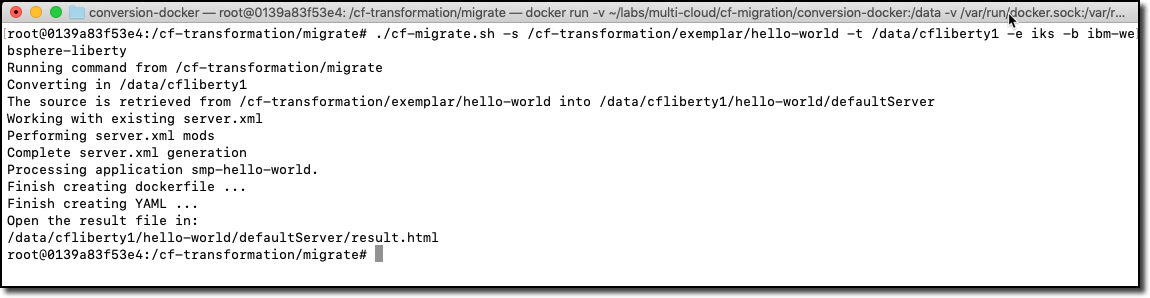 conversion-docker — root@0139a83f53e4: /cf-transformation/migrate — docker run -v ~/labs/multi-cloud/cf-migration/conversion-docker:/data -v /var/run/docker.sock:/var/r...
[root@0139a83f53e4:/cf-transformation/migrate# ./cf-migrate.sh -s /cf-transformation/exemplar/hello-world -t /data/cfliberty1 -e iks -b ibm-we
bsphere-liberty
Running command from /cf-transformation/migrate
Converting in /data/cfliberty1
The source is retrieved from /cf-transformation/exemplar/hello-world into /data/cfliberty1/hello-world/defaultServer
Working with existing server.xml
Performing server.xml mods
Complete server.xml generation
Processing application smp-hello-world.
Finish creating dockerfile ...
Finish creating YAML ...
Open the result file in:
/data/cfliberty1/hello-world/defaultServer/result.html
root@0139a83f53e4:/cf-transformation/migrate#